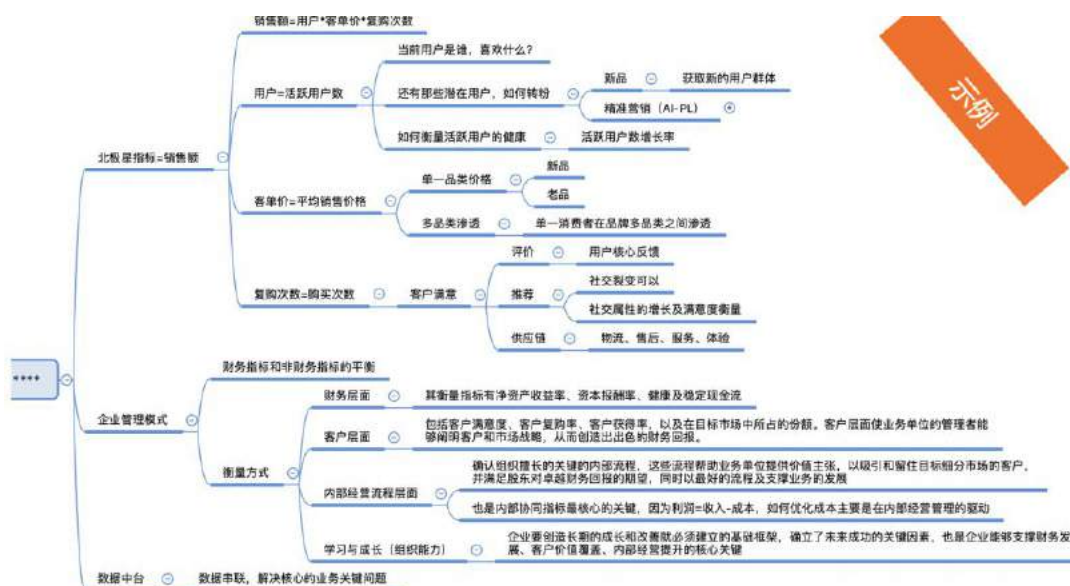 示例
销售额=用户*客单价*复购次数
当前用户是谁，喜欢什么？
用户=活跃用户数
还有那些潜在用户，如何转粉
新品
获取新的用户群体
精准营销（AI-PL）
如何衡量活跃用户的健康
活跃用户数增长率
北极星指标=销售额
客单价=平均销售价格
单一品类价格
新品
老品
多品类渗透
单一消费者在品牌多品类之间渗透
复购次数=购买次数
客户满意
评价
用户核心反馈
推荐
社交裂变可以
社交属性的增长及满意度衡量
供应链
物流、售后、服务、体验
****
企业管理模式
财务指标和非财务指标的平衡
衡量方式
财务层面
其衡量指标有净资产收益率、资本报酬率、健康及稳定现金流
客户层面
包括客户满意度、客户复购率、客户获得率，以及在目标市场中所占的份额。客户层面使业务单位的管理者能
够阐明客户和市场战略，从而创造出出色的财务回报。
内部经营流程层面
确认组织擅长的关键的内部流程，这些流程帮助业务单位提供价值主张，以吸引和留住目标细分市场的客户，
并满足股东对卓越财务回报的期望，同时以最好的流程及支撑业务的发展
也是内部协同指标最核心的关键，因为利润=收入-成本，如何优化成本主要是在内部经营管理的驱动
学习与成长（组织能力）
企业要创造长期的成长和改善就必须建立的基础框架，确立了未来成功的关键因素，也是企业能够支撑财务发
展、客户价值覆盖、内部经营提升的核心关键
数据中台
数据串联，解决核心的业务关键问题